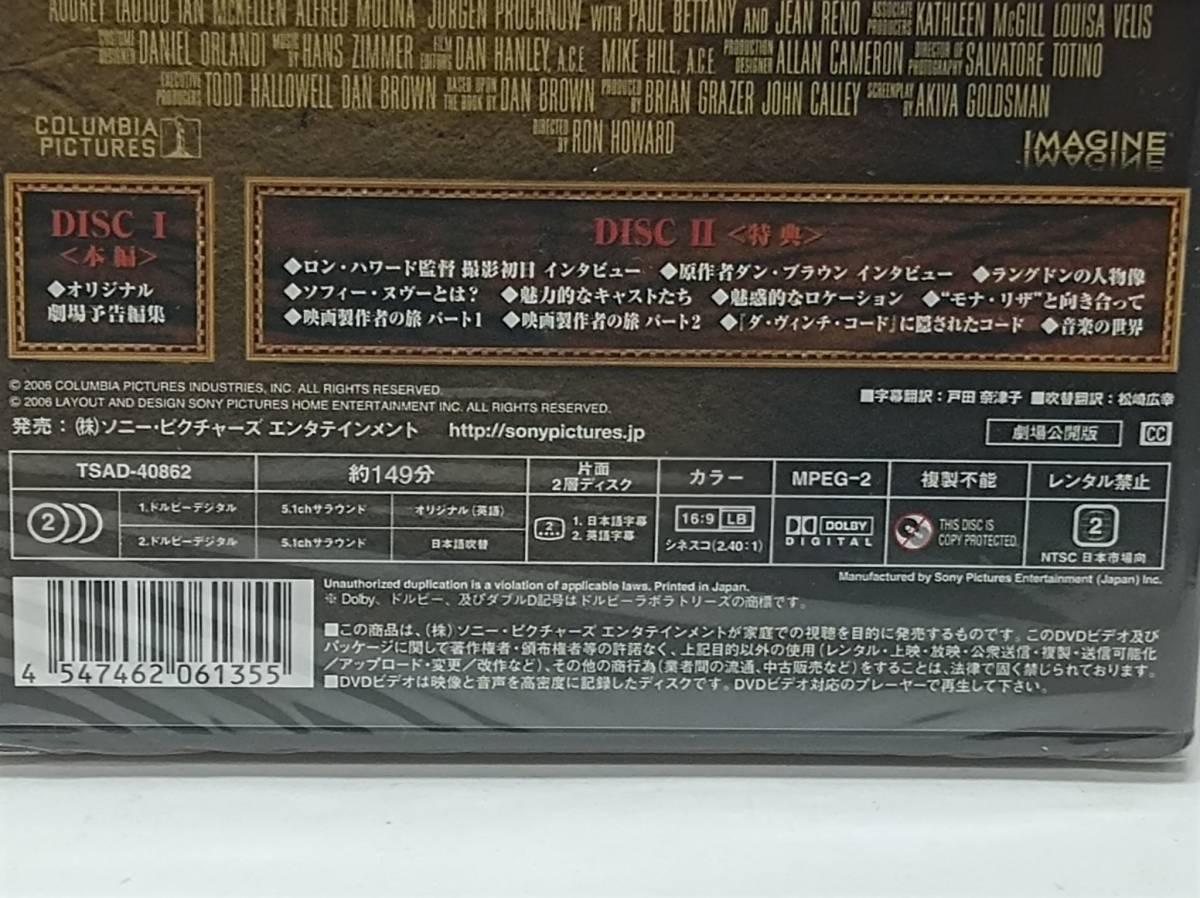 AUDREY TAUTOU IAN McKELLEN ALFRED MOLINA JÜRGEN PROCHNOW WITH PAUL BETTANY AND JEAN RENO ASSOCIATE PRODUCERS KATHLEEN McGILL LOUISA VELIS
COSTUME DESIGNER DANIEL ORLANDI MUSIC BY HANS ZIMMER FILM EDITORS DAN HANLEY, A.C.E. MIKE HILL, A.C.E. PRODUCTION DESIGNER ALLAN CAMERON DIRECTOR OF PHOTOGRAPHY SALVATORE TOTINO
EXECUTIVE PRODUCERS TODD HALLOWELL DAN BROWN BASED UPON THE BOOK BY DAN BROWN PRODUCED BY BRIAN GRAZER JOHN CALLEY SCREENPLAY BY AKIVA GOLDSMAN
DIRECTED BY RON HOWARD
COLUMBIA
PICTURES
IMAGINE
DISC I
<本編>
◆オリジナル
劇場予告編集
DISC II <特典>
◆ロン・ハワード監督 撮影初日 インタビュー ◆原作者ダン・ブラウン インタビュー ◆ラングドンの人物像
◆ソフィー・ヌヴーとは? ◆魅力的なキャストたち ◆魅惑的なロケーション ◆“モナ・リザ”と向き合って
◆映画製作者の旅 パート1 ◆映画製作者の旅 パート2 ◆『ダ・ヴィンチ・コード』に隠されたコード ◆音楽の世界
© 2006 COLUMBIA PICTURES INDUSTRIES, INC. ALL RIGHTS RESERVED.
© 2006 LAYOUT AND DESIGN SONY PICTURES HOME ENTERTAINMENT INC. ALL RIGHTS RESERVED.
■字幕翻訳:戸田 奈津子 ■吹替翻訳:松崎広幸
発売:(株)ソニー・ピクチャーズ エンタテインメント http://sonypictures.jp
劇場公開版
CC
TSAD-40862
約149分
片面
2層ディスク
カラー
MPEG-2
複製不能
レンタル禁止
2
1.ドルビーデジタル 5.1chサラウンド オリジナル(英語)
2.ドルビーデジタル 5.1chサラウンド 日本語吹替
2
1. 日本語字幕
2. 英語字幕
16:9 LB
シネスコ(2.40:1)
DOLBY
DIGITAL
THIS DISC IS
COPY PROTECTED.
2
NTSC 日本市場向
Manufactured by Sony Pictures Entertainment (Japan) Inc.
Unauthorized duplication is a violation of applicable laws. Printed in Japan.
※ Dolby、ドルビー、及びダブルD記号はドルビーラボラトリーズの商標です。
■この商品は、(株)ソニー・ピクチャーズ エンタテインメントが家庭での視聴を目的に発売するものです。このDVDビデオ及び
パッケージに関して著作権者・頒布権者等の許諾なく、上記目的以外の使用(レンタル・上映・放映・公衆送信・複製・送信可能化
/アップロード・変更/改作など)、その他の商行為(業者間の流通、中古販売など)をすることは、法律で固く禁じられております。
■DVDビデオは映像と音声を高密度に記録したディスクです。DVDビデオ対応のプレーヤーで再生して下さい。
4 547462 061355